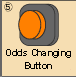 ⑤
Odds Changing
Button